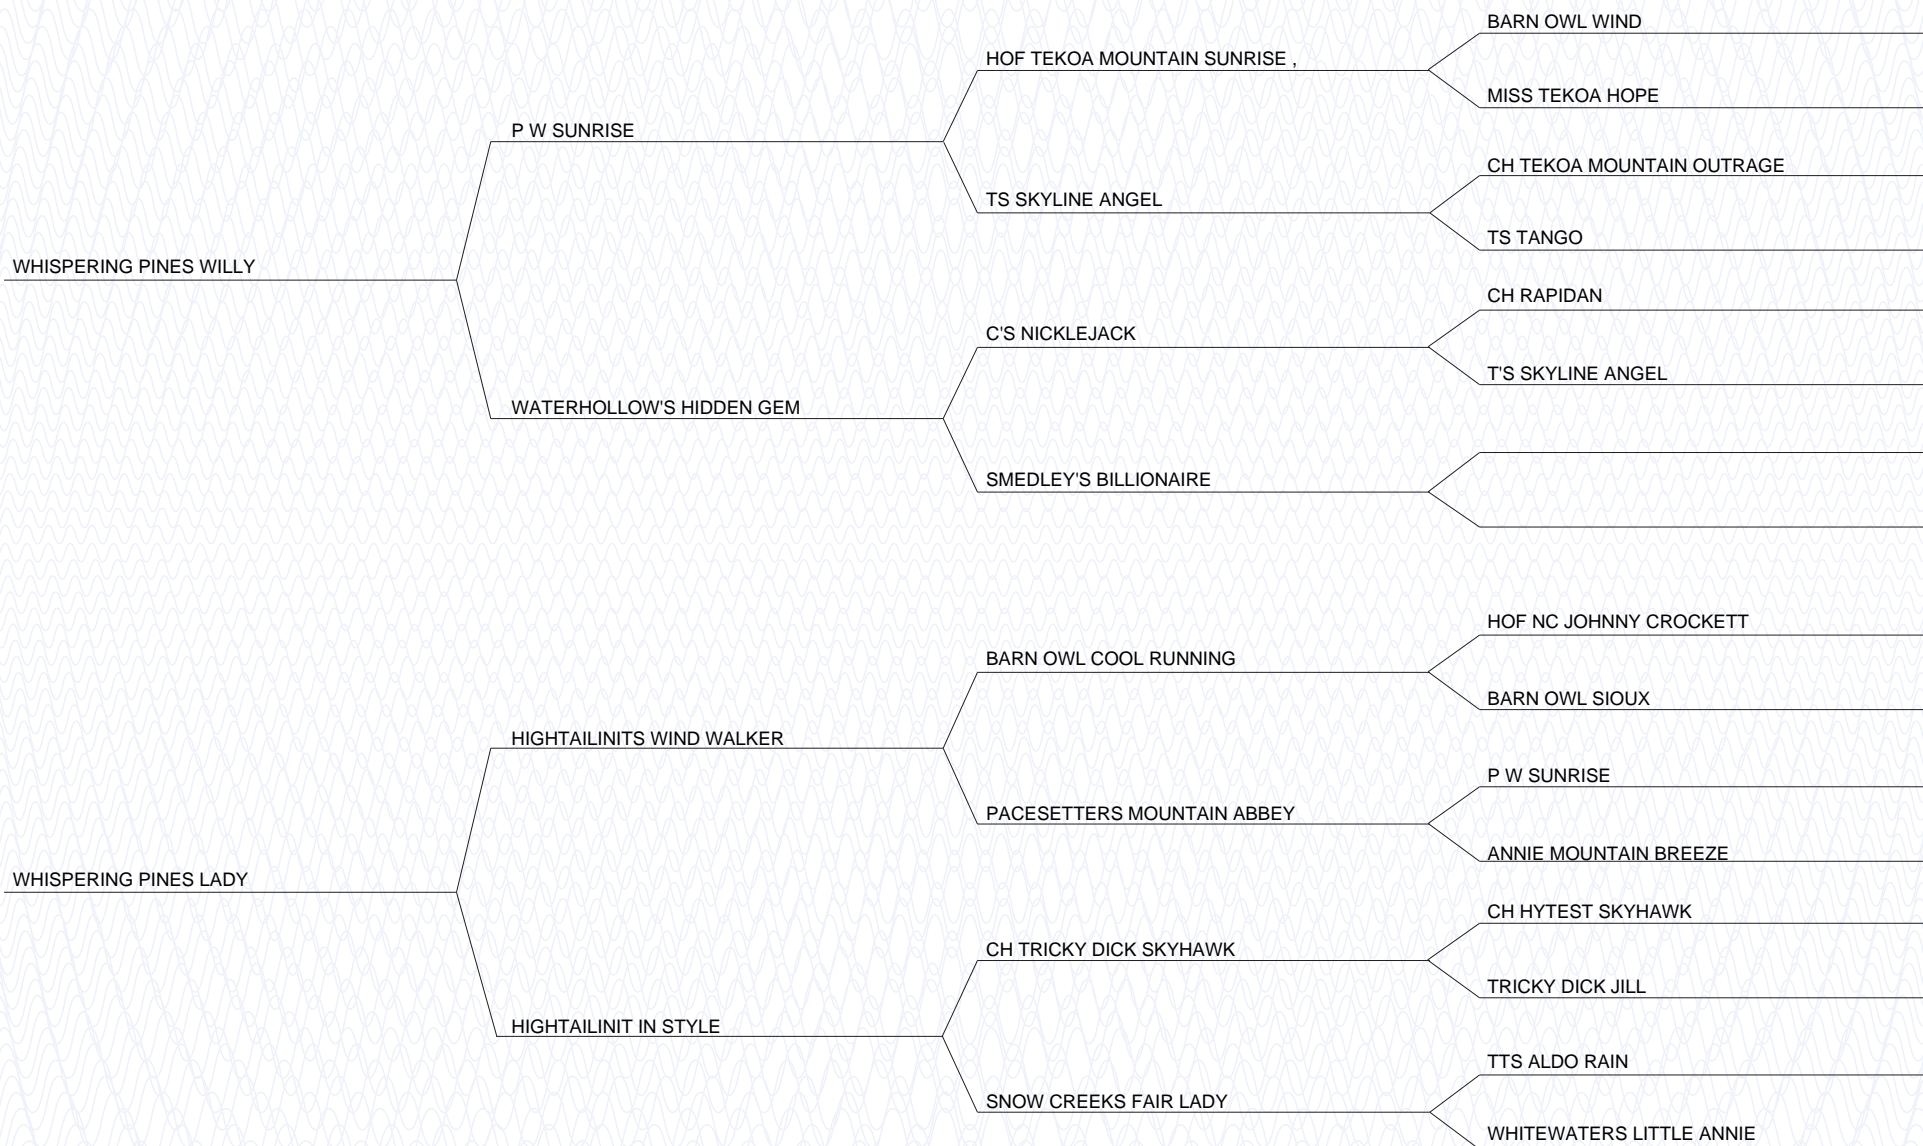 BARN OWL WIND
HOF TEKOA MOUNTAIN SUNRISE ,
MISS TEKOA HOPE
P W SUNRISE
CH TEKOA MOUNTAIN OUTRAGE
TS SKYLINE ANGEL
TS TANGO
WHISPERING PINES WILLY
CH RAPIDAN
C'S NICKLEJACK
T'S SKYLINE ANGEL
WATERHOLLOW'S HIDDEN GEM
SMEDLEY'S BILLIONAIRE
HOF NC JOHNNY CROCKETT
BARN OWL COOL RUNNING
BARN OWL SIOUX
HIGHTAILINITS WIND WALKER
P W SUNRISE
PACESETTERS MOUNTAIN ABBEY
ANNIE MOUNTAIN BREEZE
WHISPERING PINES LADY
CH HYTEST SKYHAWK
CH TRICKY DICK SKYHAWK
TRICKY DICK JILL
HIGHTAILINIT IN STYLE
TTS ALDO RAIN
SNOW CREEKS FAIR LADY
WHITEWATERS LITTLE ANNIE